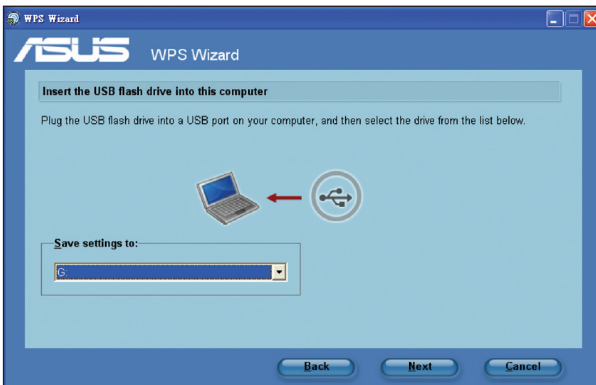 WPS Wizard
ASUS WPS Wizard
Insert the USB flash drive into this computer
Plug the USB flash drive into a USB port on your computer, and then select the drive from the list below.
Save settings to:
G:
Back Next Cancel